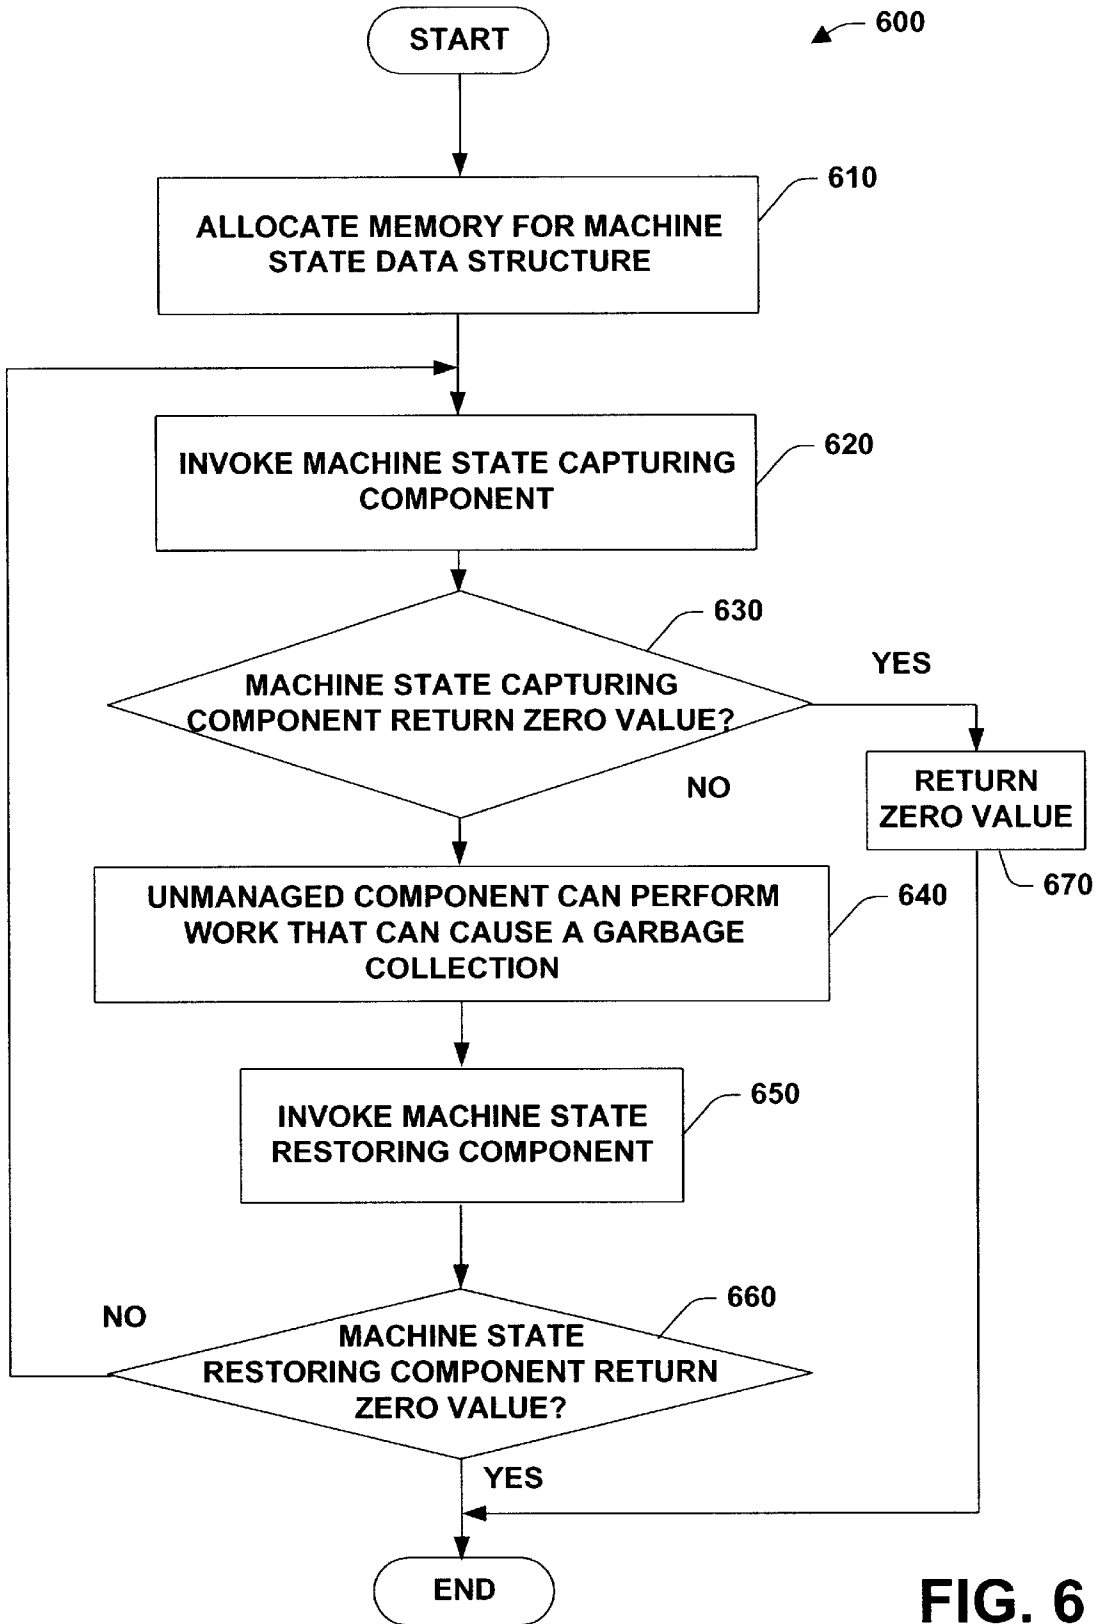 START
600
610
ALLOCATE MEMORY FOR MACHINE
STATE DATA STRUCTURE
620
INVOKE MACHINE STATE CAPTURING
COMPONENT
630
YES
MACHINE STATE CAPTURING
COMPONENT RETURN ZERO VALUE?
NO
RETURN
ZERO VALUE
670
UNMANAGED COMPONENT CAN PERFORM
WORK THAT CAN CAUSE A GARBAGE
COLLECTION
640
650
INVOKE MACHINE STATE
RESTORING COMPONENT
660
NO
MACHINE STATE
RESTORING COMPONENT RETURN
ZERO VALUE?
YES
END
FIG. 6